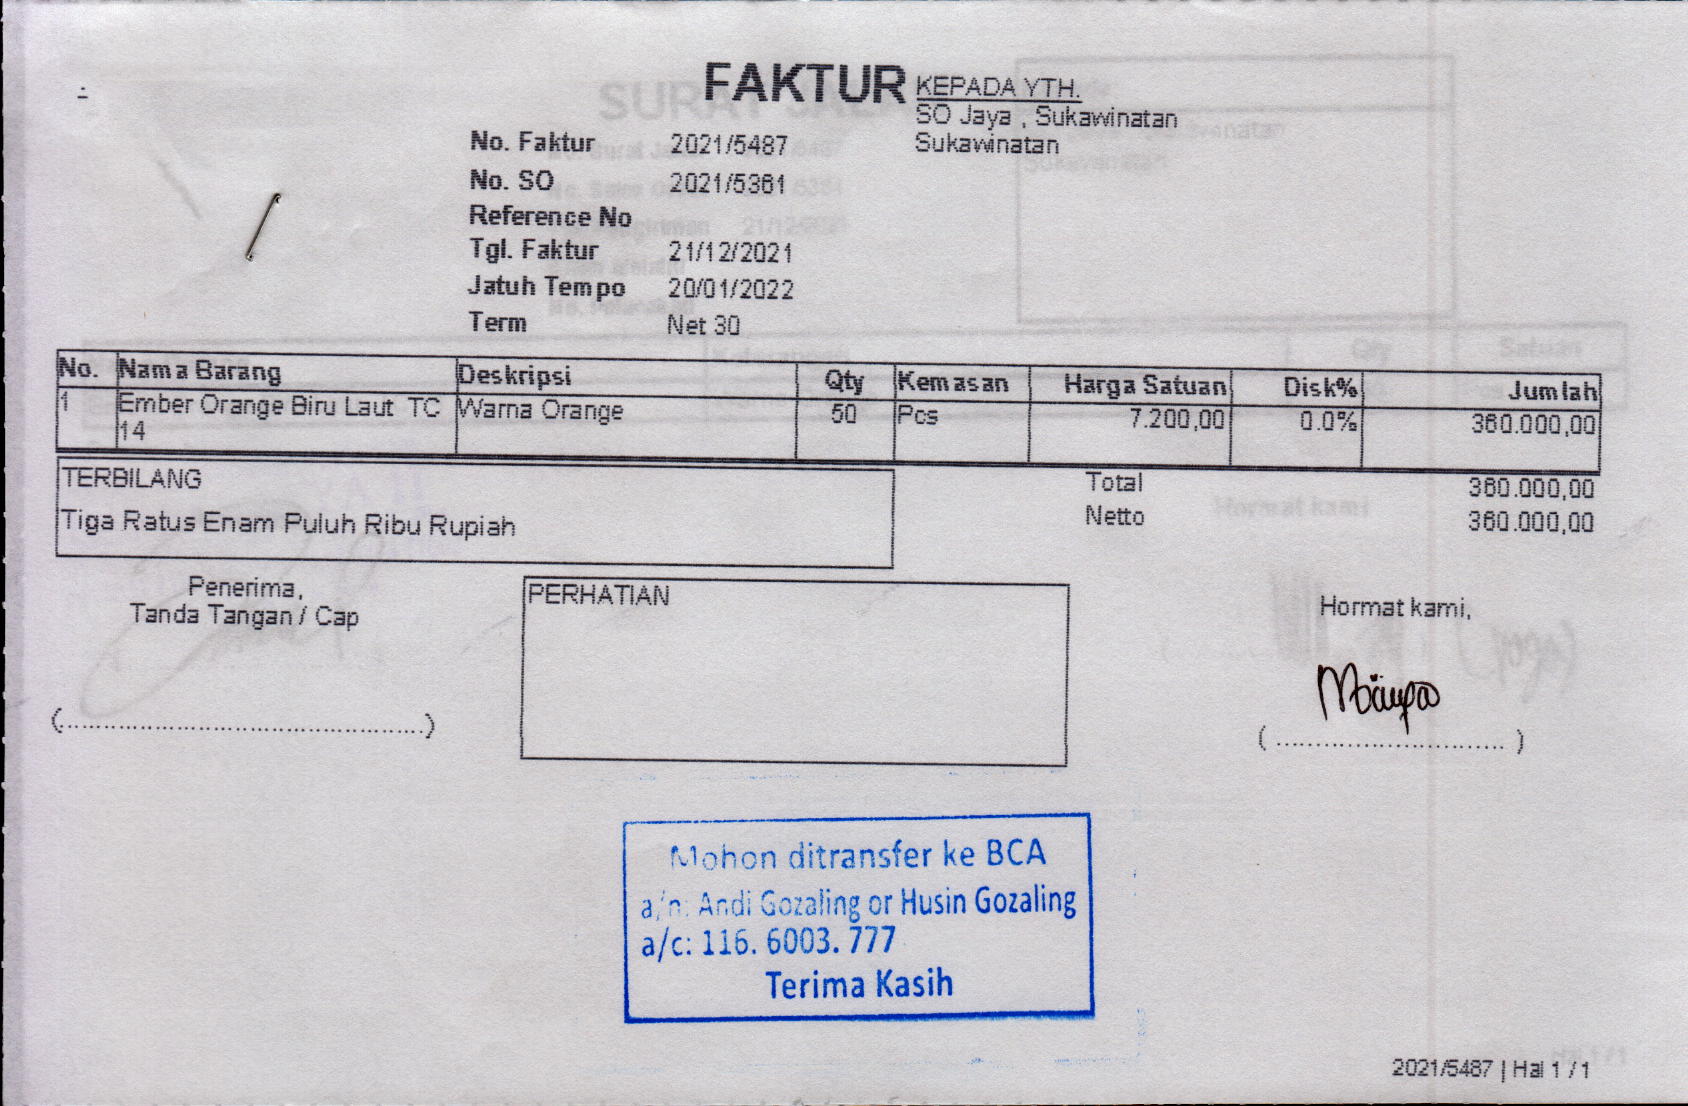 FAKTUR
KEPADA YTH.
SO Jaya , Sukawinatan
Sukawinatan
No. Faktur 2021/5487
No. SO 2021/5361
Reference No
Tgl. Faktur 21/12/2021
Jatuh Tempo 20/01/2022
Term Net 30
No. Nama Barang Deskripsi Qty Kemasan Harga Satuan Disk% Jumlah
1 Ember Orange Biru Laut TC Warna Orange 50 Pcs 7.200,00 0.0% 360.000,00
14
TERBILANG
Tiga Ratus Enam Puluh Ribu Rupiah
Total 360.000,00
Netto 360.000,00
Penerima,
Tanda Tangan / Cap
(...............................................)
PERHATIAN
Hormat kami,
( ............................. )
Mohon ditransfer ke BCA
a/n: Andi Gozaling or Husin Gozaling
a/c: 116. 6003. 777
Terima Kasih
2021/5487 | Hal 1 / 1